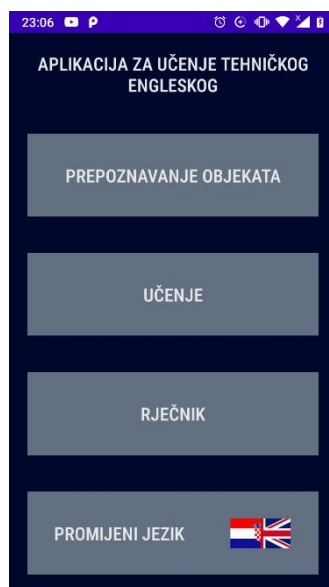 23:06
APLIKACIJA ZA UČENJE TEHNIČKOG
ENGLESKOG
PREPOZNAVANJE OBJEKATA
UČENJE
RJEČNIK
PROMIJENI JEZIK